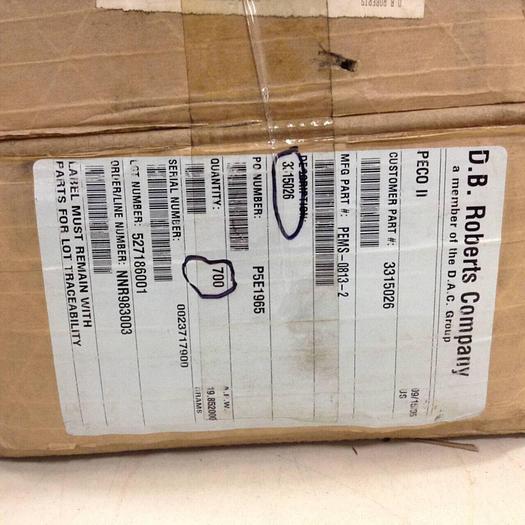 D.B. Roberts Company
a member of the D.A.C. Group
PECO II
US
CUSTOMER PART #: 3315026
MFG PART #: PEMS-0813-2
DESCRIPTION:
3315026
PO NUMBER: P5E1965
A.P.W.
QUANTITY: 700
GRAMS
SERIAL NUMBER: 0023717900
LOT NUMBER: 527186001
ORDER/LINE NUMBER: NNR983003
LABEL MUST REMAIN WITH
PARTS FOR LOT TRACEABILITY